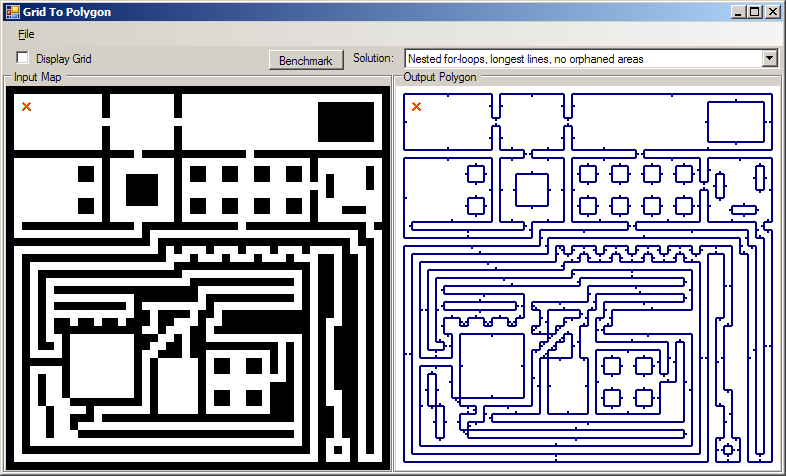 Grid To Polygon
File
Display Grid
Benchmark
Solution:
Nested for-loops, longest lines, no orphaned areas
Input Map
Output Polygon